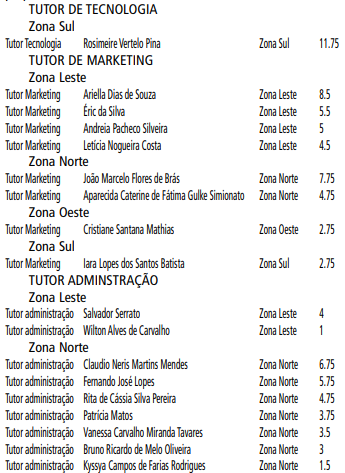 TUTOR DE TECNOLOGIA
Zona Sul
Tutor Tecnologia Rosimeire Vertelo Pina Zona Sul 11.75
TUTOR DE MARKETING
Zona Leste
Tutor Marketing Ariella Dias de Souza Zona Leste 8.5
Tutor Marketing Éric da Silva Zona Leste 5.5
Tutor Marketing Andreia Pacheco Silveira Zona Leste 5
Tutor Marketing Letícia Nogueira Costa Zona Leste 4.5
Zona Norte
Tutor Marketing João Marcelo Flores de Brás Zona Norte 7.75
Tutor Marketing Aparecida Caterine de Fátima Gulke Simionato Zona Norte 4.75
Zona Oeste
Tutor Marketing Cristiane Santana Mathias Zona Oeste 2.75
Zona Sul
Tutor Marketing Iara Lopes dos Santos Batista Zona Sul 2.75
TUTOR ADMINSTRAÇÃO
Zona Leste
Tutor administração Salvador Serrato Zona Leste 4
Tutor administração Wilton Alves de Carvalho Zona Leste 1
Zona Norte
Tutor administração Claudio Neris Martins Mendes Zona Norte 6.75
Tutor administração Fernando José Lopes Zona Norte 5.75
Tutor administração Rita de Cássia Silva Pereira Zona Norte 4.75
Tutor administração Patrícia Matos Zona Norte 3.75
Tutor administração Vanessa Carvalho Miranda Tavares Zona Norte 3.5
Tutor administração Bruno Ricardo de Melo Oliveira Zona Norte 3
Tutor administração Kyssya Campos de Farias Rodrigues Zona Norte 1.5